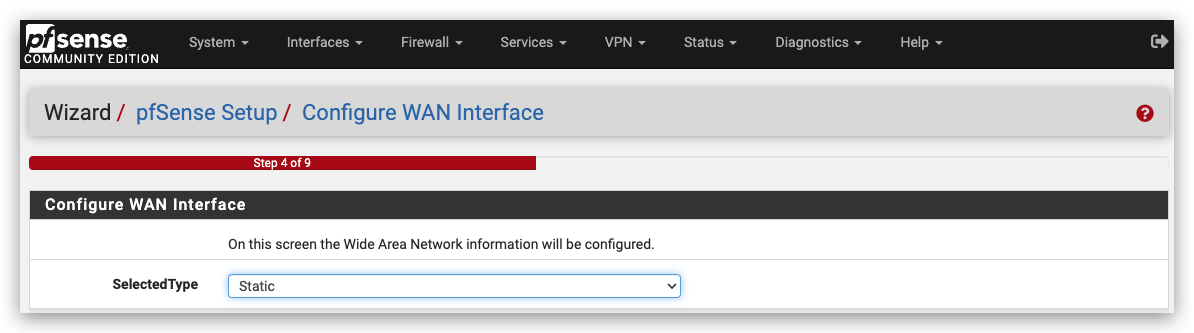 pfsense
COMMUNITY EDITION
System Interfaces Firewall Services VPN Status Diagnostics Help
Wizard / pfSense Setup / Configure WAN Interface
Step 4 of 9
Configure WAN Interface
On this screen the Wide Area Network information will be configured.
SelectedType Static